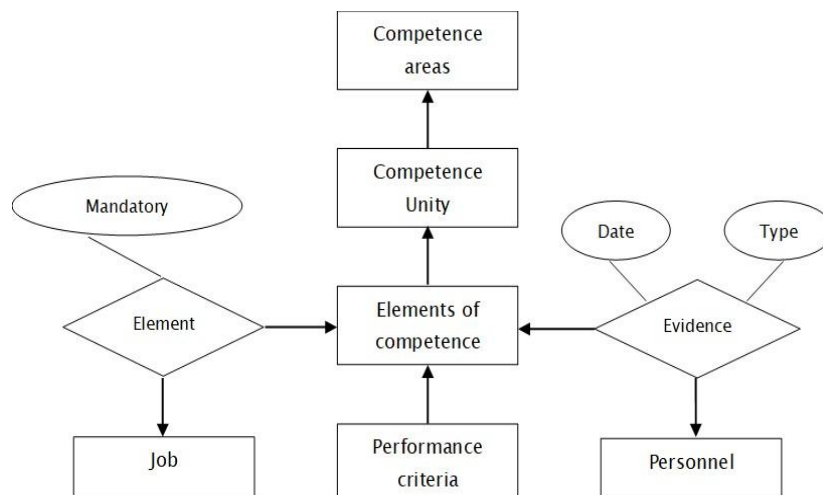 Competence
areas
Competence
Unity
Mandatory
Date
Type
Element
Elements of
competence
Evidence
Job
Performance
criteria
Personnel